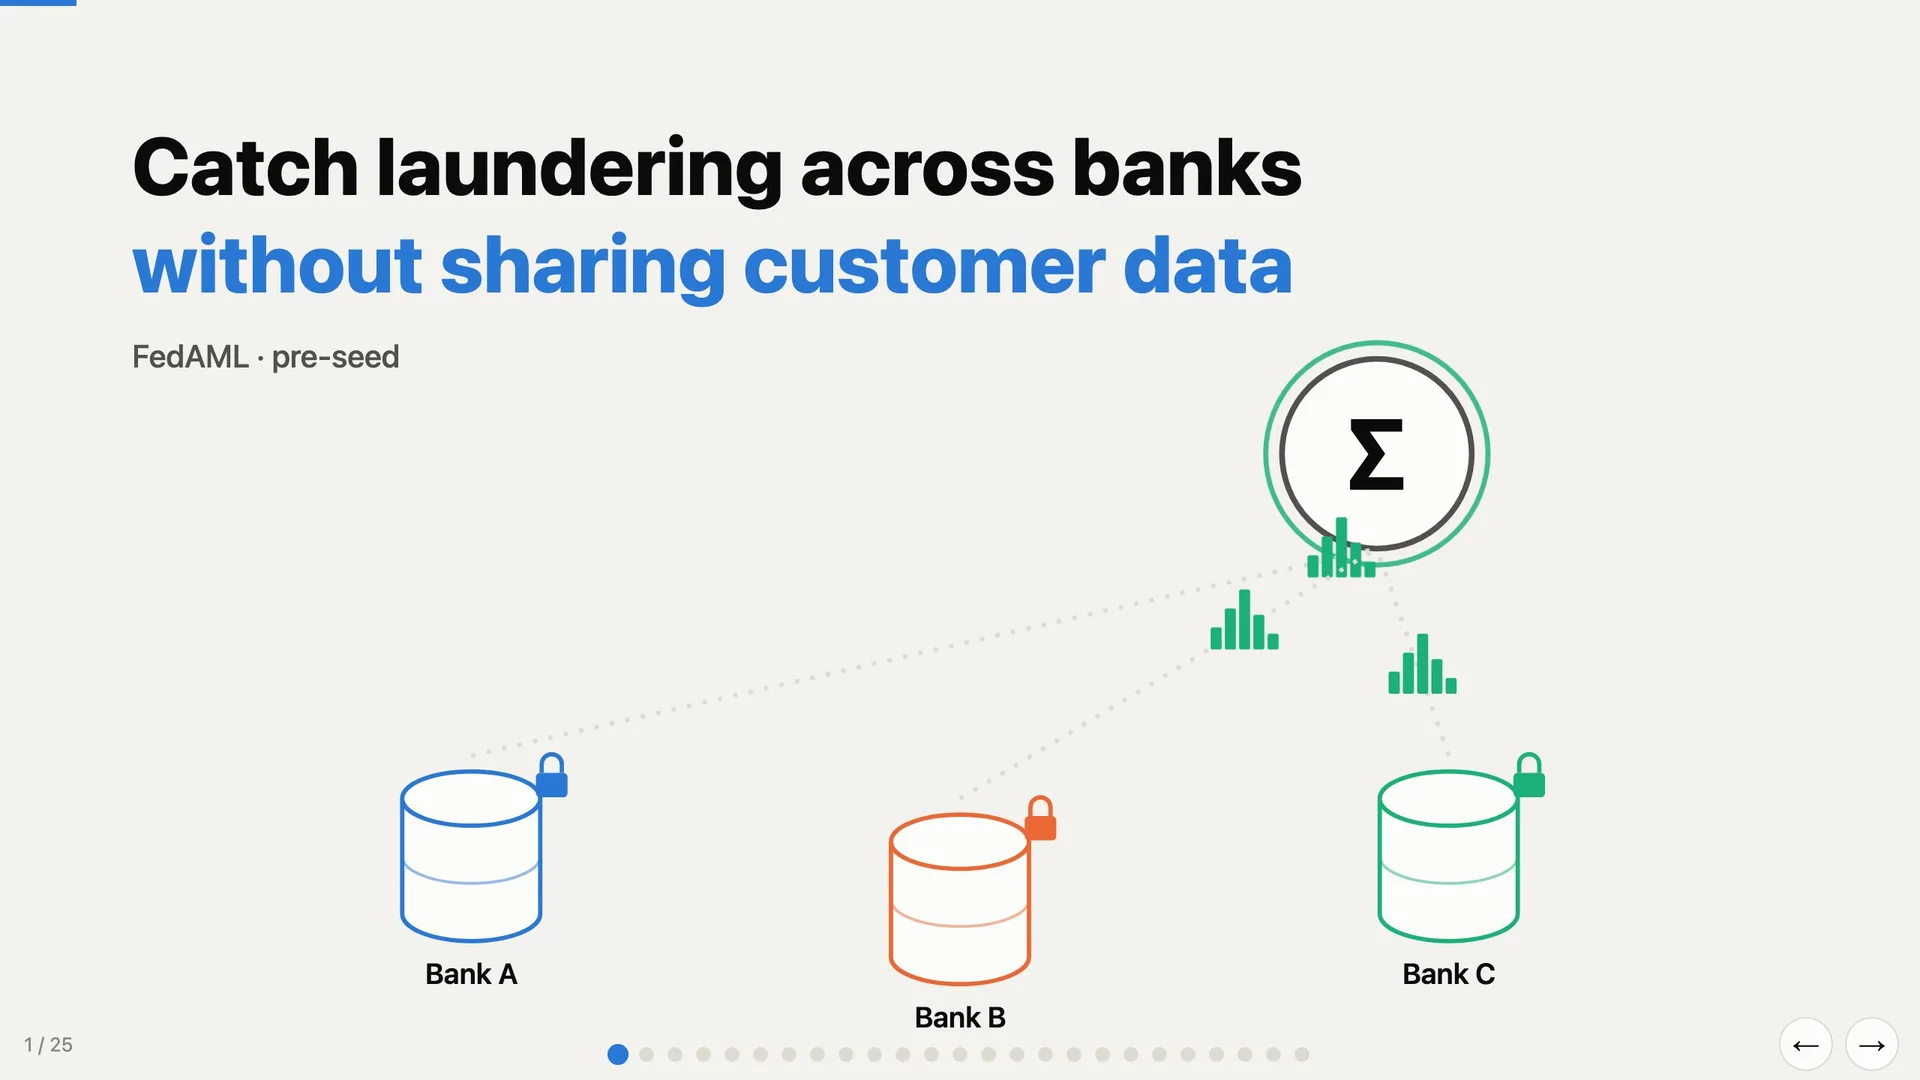 Catch laundering across banks
without sharing customer data
FedAML · pre-seed
Σ
Bank A
Bank B
Bank C
1 / 25
← →